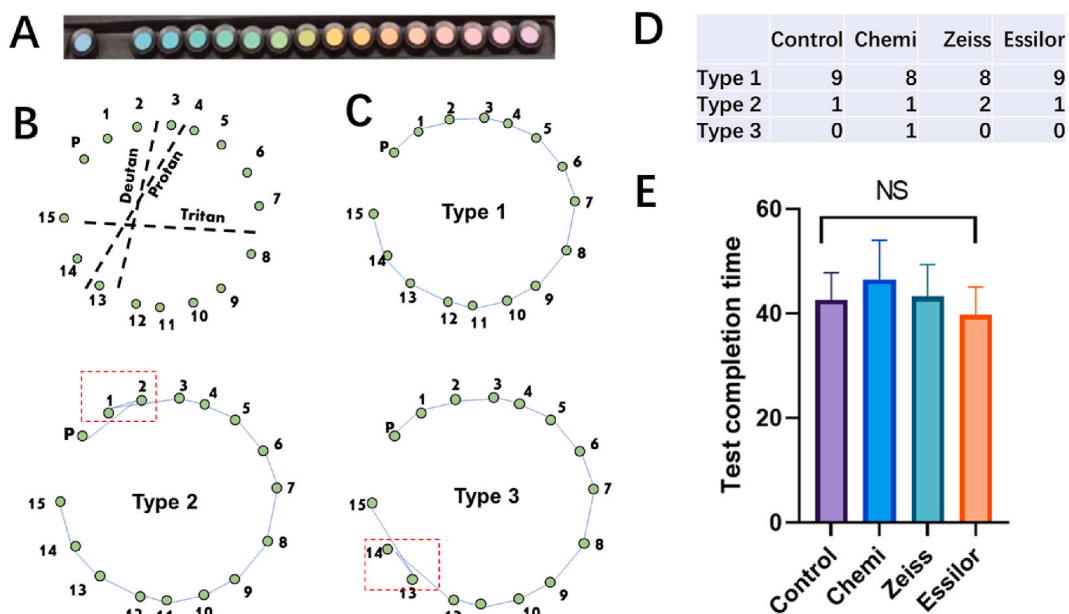 A
B
P
1
2
3
4
5
6
7
8
9
10
11
12
13
14
15
Deutan
Protan
Tritan
C
P
1
2
3
4
5
6
7
8
9
10
11
12
13
14
15
Type 1
P
1
2
3
4
5
6
7
8
9
10
11
12
13
14
15
Type 2
P
1
2
3
4
5
6
7
8
9
10
11
12
13
14
15
Type 3
D
Control Chemi Zeiss Essilor
Type 1 9 8 8 9
Type 2 1 1 2 1
Type 3 0 1 0 0
E
NS
Test completion time
60
40
20
0
Control
Chemi
Zeiss
Essilor